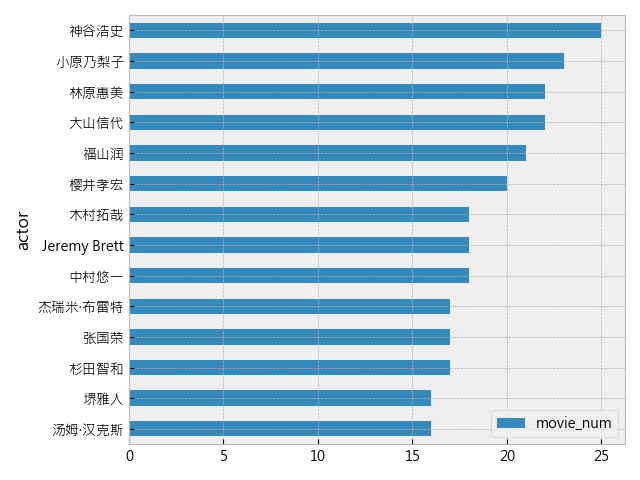 神谷浩史
小原乃梨子
林原惠美
大山信代
福山润
樱井孝宏
木村拓哉
Jeremy Brett
中村悠一
杰瑞米·布雷特
张国荣
杉田智和
堺雅人
汤姆·汉克斯
actor
movie_num
0 5 10 15 20 25